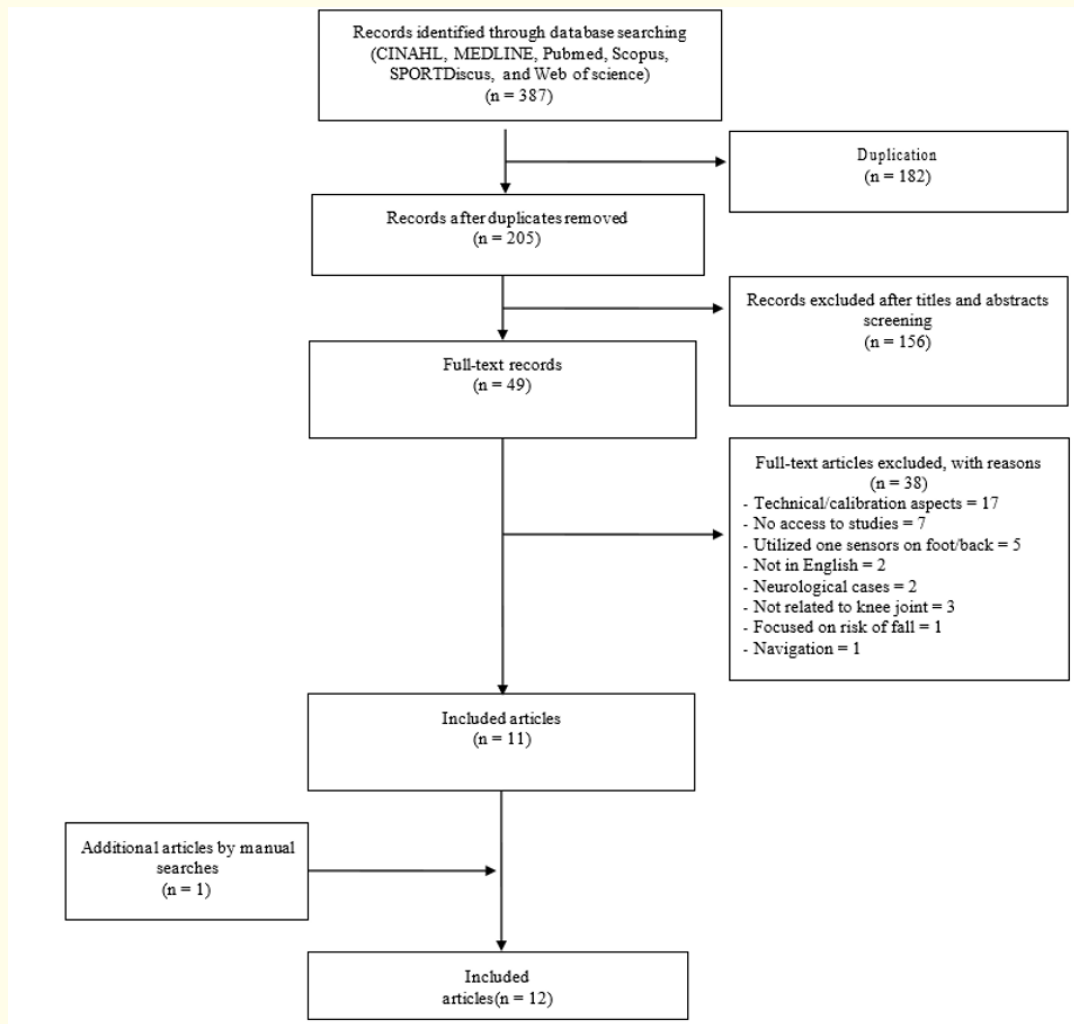 Records identified through database searching
(CINAHL, MEDLINE, Pubmed, Scopus,
SPORTDiscus, and Web of science)
(n = 387)
Duplication
(n = 182)
Records after duplicates removed
(n = 205)
Records excluded after titles and abstracts
screening
(n = 156)
Full-text records
(n = 49)
Full-text articles excluded, with reasons
(n = 38)
- Technical/calibration aspects = 17
- No access to studies = 7
- Utilized one sensors on foot/back = 5
- Not in English = 2
- Neurological cases = 2
- Not related to knee joint = 3
- Focused on risk of fall = 1
- Navigation = 1
Included articles
(n = 11)
Additional articles by manual
searches
(n = 1)
Included
articles(n = 12)